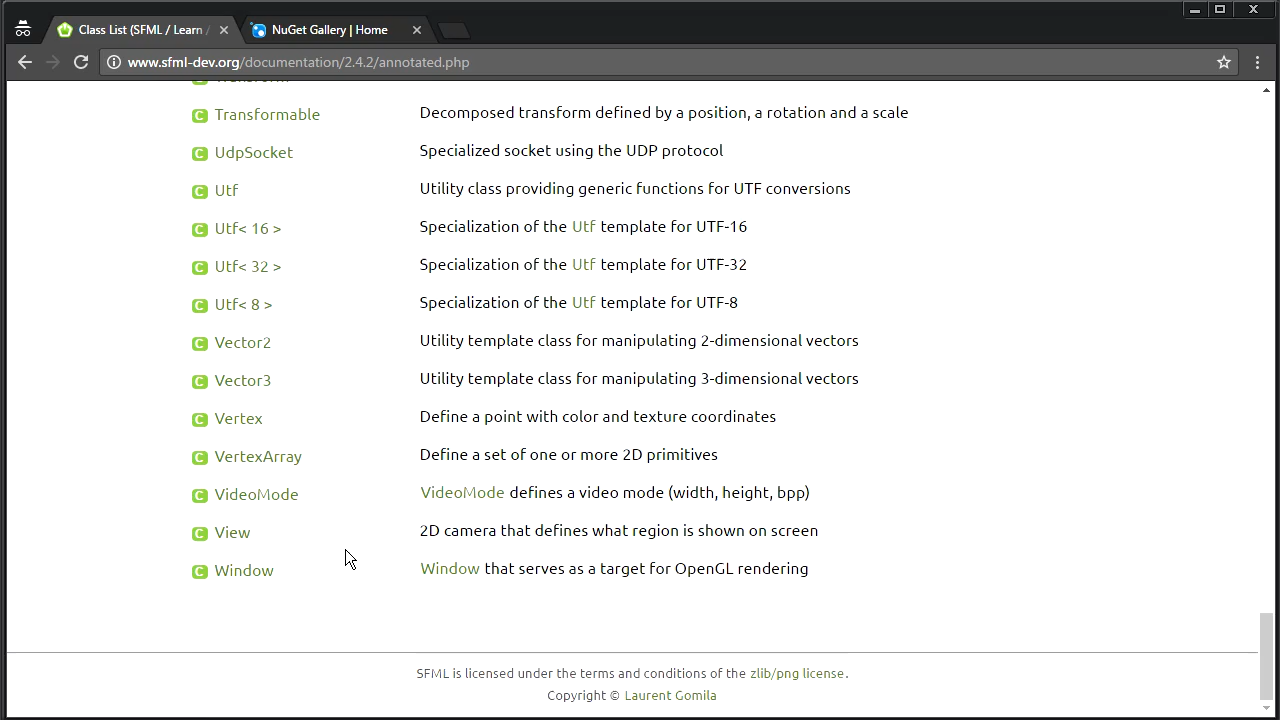 Class List (SFML / Learn /
NuGet Gallery | Home
www.sfml-dev.org/documentation/2.4.2/annotated.php
C Transformable Decomposed transform defined by a position, a rotation and a scale
C UdpSocket Specialized socket using the UDP protocol
C Utf Utility class providing generic functions for UTF conversions
C Utf< 16 > Specialization of the Utf template for UTF-16
C Utf< 32 > Specialization of the Utf template for UTF-32
C Utf< 8 > Specialization of the Utf template for UTF-8
C Vector2 Utility template class for manipulating 2-dimensional vectors
C Vector3 Utility template class for manipulating 3-dimensional vectors
C Vertex Define a point with color and texture coordinates
C VertexArray Define a set of one or more 2D primitives
C VideoMode VideoMode defines a video mode (width, height, bpp)
C View 2D camera that defines what region is shown on screen
C Window Window that serves as a target for OpenGL rendering
SFML is licensed under the terms and conditions of the zlib/png license.
Copyright © Laurent Gomila